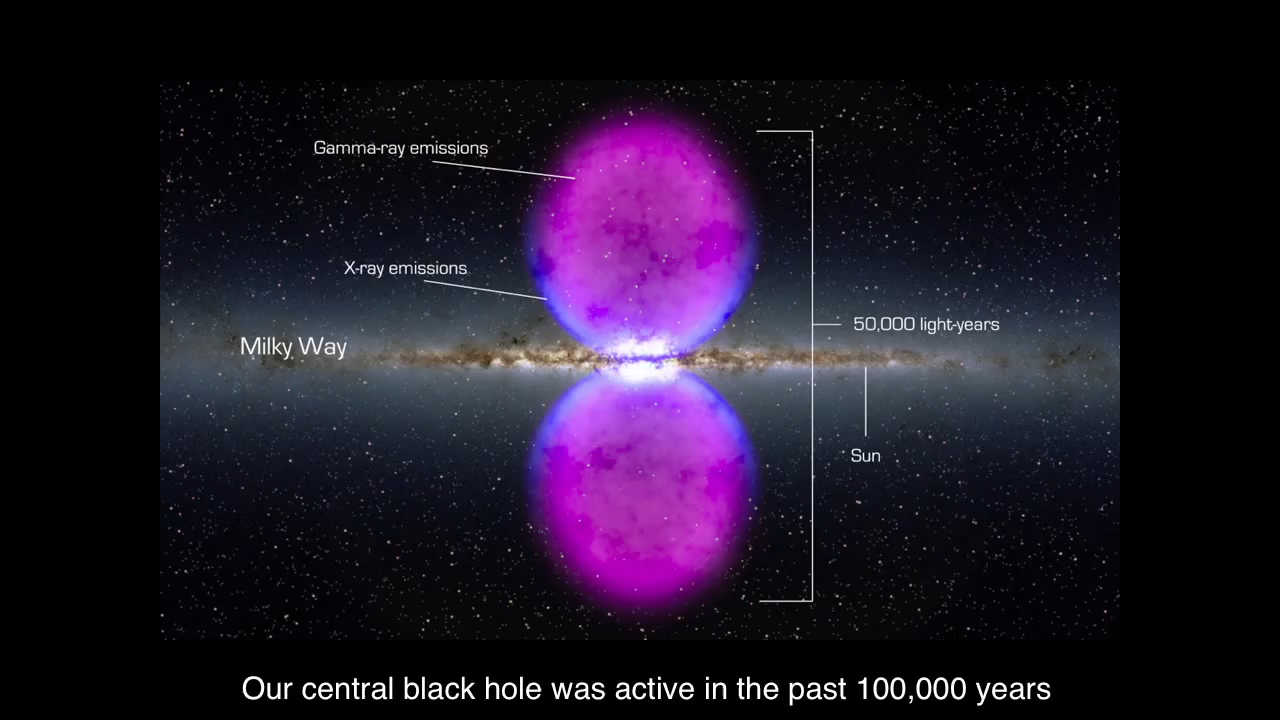 Gamma-ray emissions
X-ray emissions
50,000 light-years
Milky Way
Sun
Our central black hole was active in the past 100,000 years